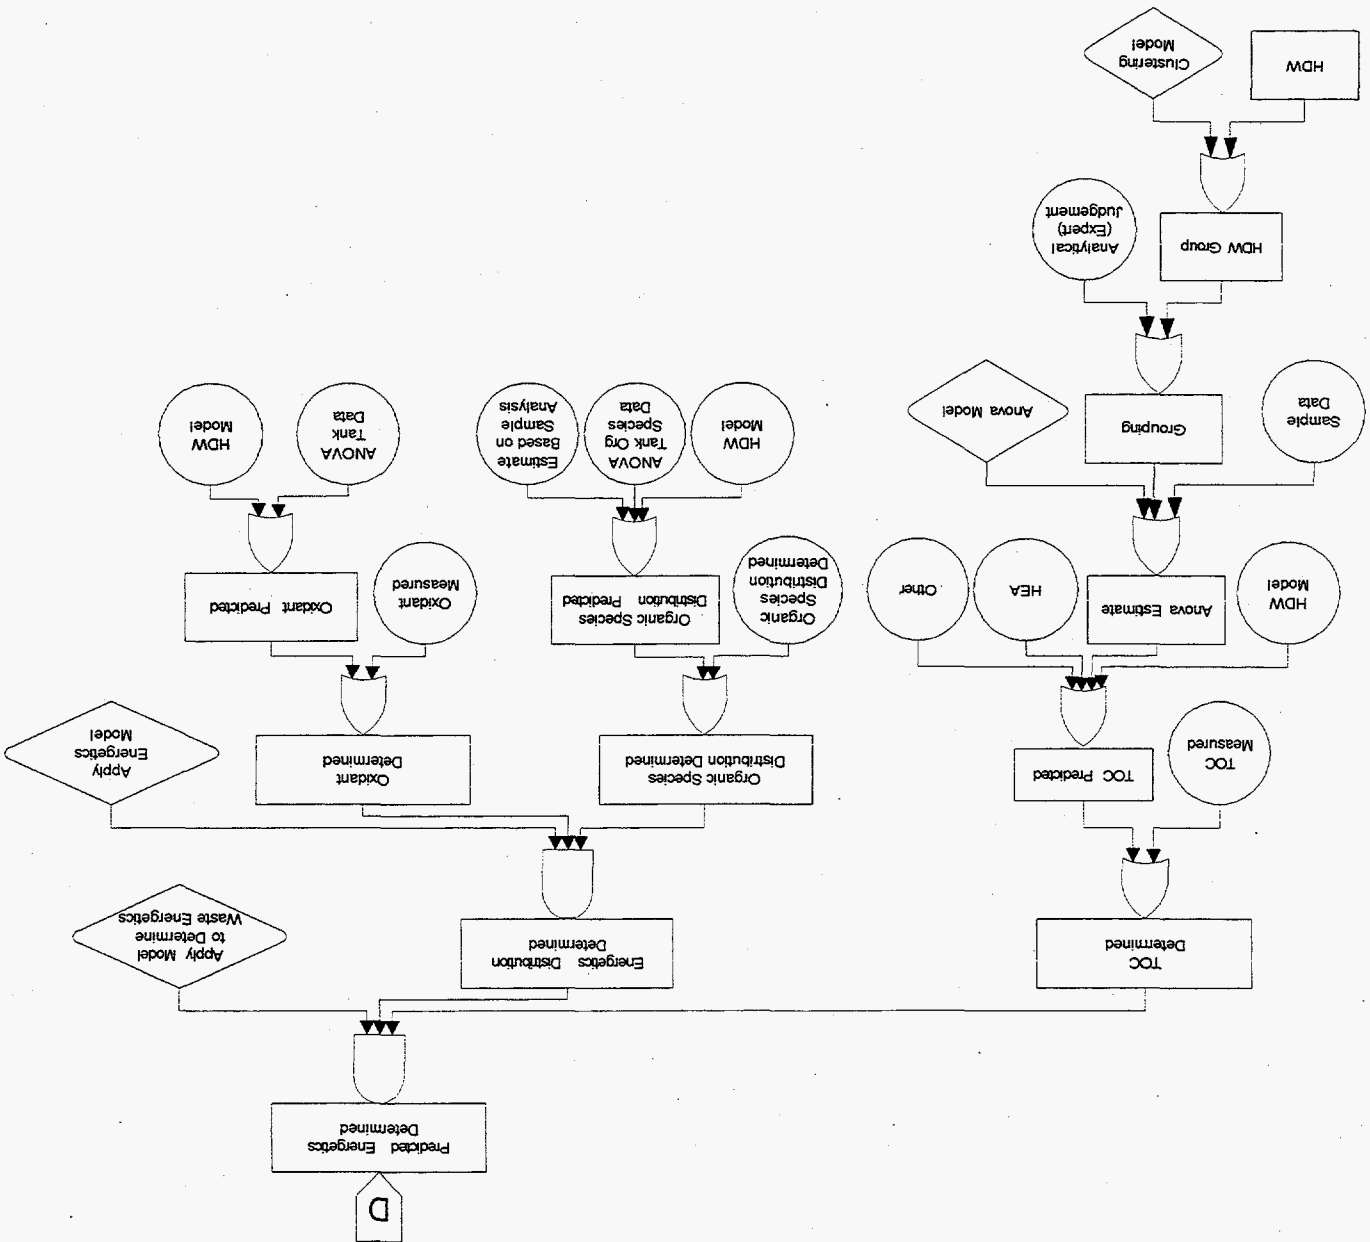 D
Predicted Energetics
Determined
TOC
Determined
Energetics Distribution
Determined
Apply Model
to Determine
Waste Energetics
TOC
Measured
TOC Predicted
Organic Species
Distribution Determined
Oxidant
Determined
Apply
Energetics
Model
HDW
Model
Anova Estimate
HEA
Other
Organic
Species
Distribution
Determined
Organic Species
Distribution Predicted
Oxidant
Measured
Oxidant Predicted
Sample
Data
Grouping
Anova Model
HDW
Model
ANOVA
Tank Org
Species
Data
Estimate
Based on
Sample
Analysis
ANOVA
Tank
Data
HDW
Model
HDW Group
Analytical
(Expert)
Judgement
HDW
Clustering
Model